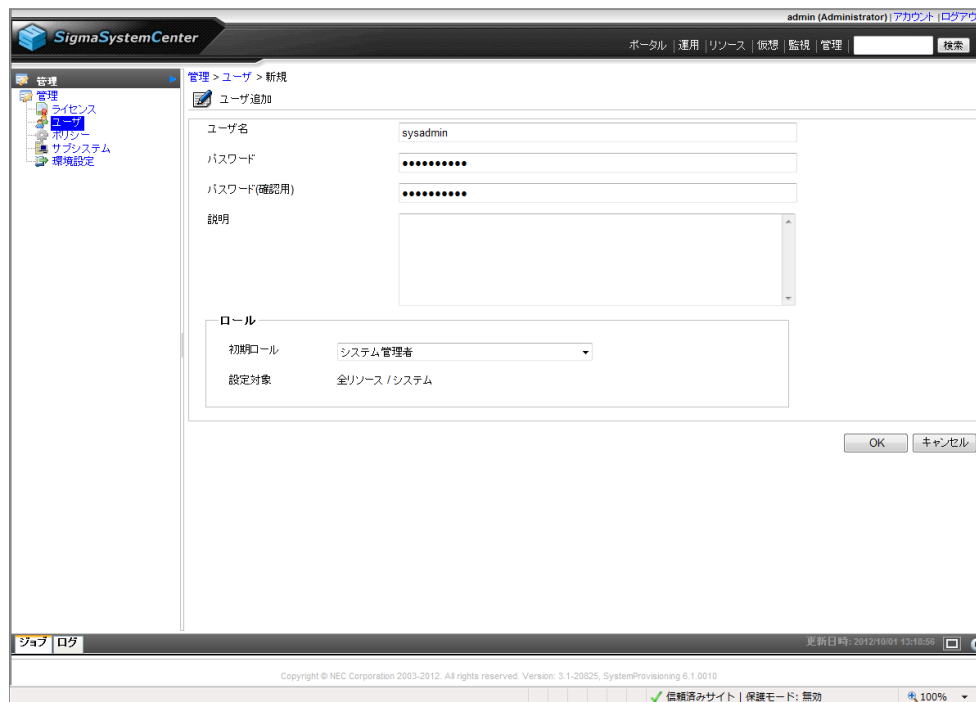 admin (Administrator) | アカウント | ログアウ
SigmaSystemCenter
ポータル | 運用 | リソース | 仮想 | 監視 | 管理 | 検索
管理
管理
ライセンス
ユーザ
ポリシー
サブシステム
環境設定
管理 > ユーザ > 新規
ユーザ追加
ユーザ名 sysadmin
パスワード ●●●●●●●●●●
パスワード(確認用) ●●●●●●●●●●
説明
ロール
初期ロール システム管理者
設定対象 全リソース / システム
OK キャンセル
ジョブ ログ
更新日時: 2012/10/01 13:18:56
Copyright © NEC Corporation 2003-2012. All rights reserved. Version: 3.1-20825, SystemProvisioning 6.1.0010
信頼済みサイト | 保護モード: 無効 100%